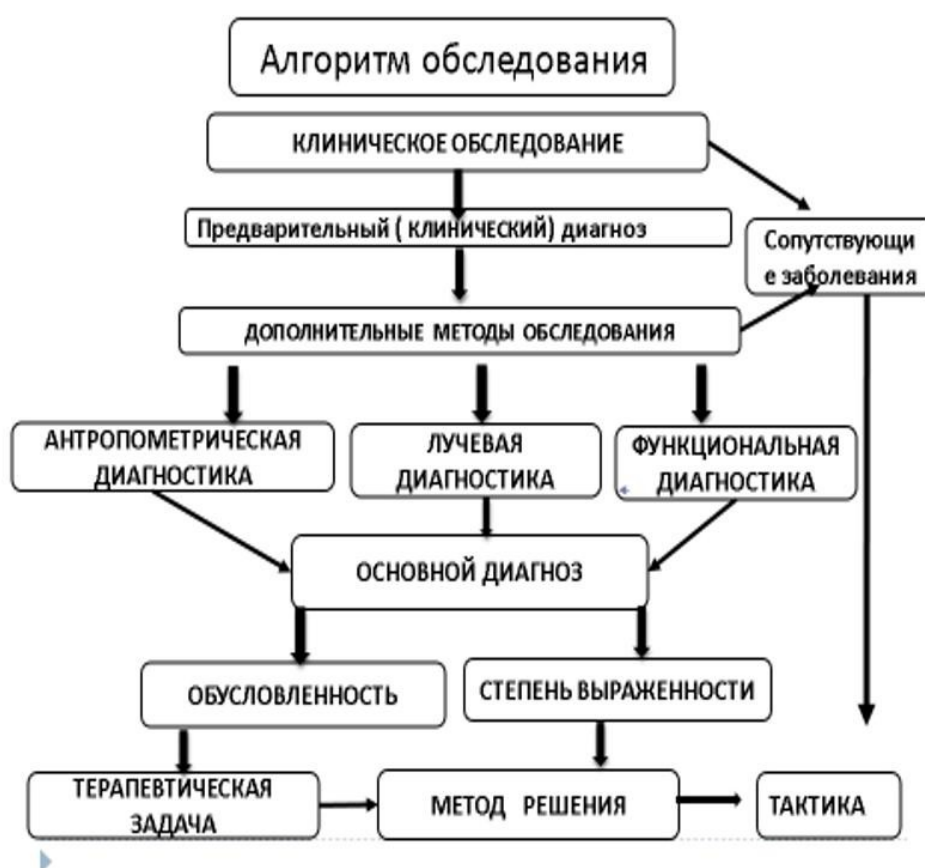 Алгоритм обследования
КЛИНИЧЕСКОЕ ОБСЛЕДОВАНИЕ
Предварительный ( КЛИНИЧЕСКИЙ) диагноз
Сопутствующи
е заболевания
ДОПОЛНИТЕЛЬНЫЕ МЕТОДЫ ОБСЛЕДОВАНИЯ
АНТРОПОМЕТРИЧЕСКАЯ
ДИАГНОСТИКА
ЛУЧЕВАЯ
ДИАГНОСТИКА
ФУНКЦИОНАЛЬНАЯ
ДИАГНОСТИКА
ОСНОВНОЙ ДИАГНОЗ
ОБУСЛОВЛЕННОСТЬ
СТЕПЕНЬ ВЫРАЖЕННОСТИ
ТЕРАПЕВТИЧЕСКАЯ
ЗАДАЧА
МЕТОД РЕШЕНИЯ
ТАКТИКА